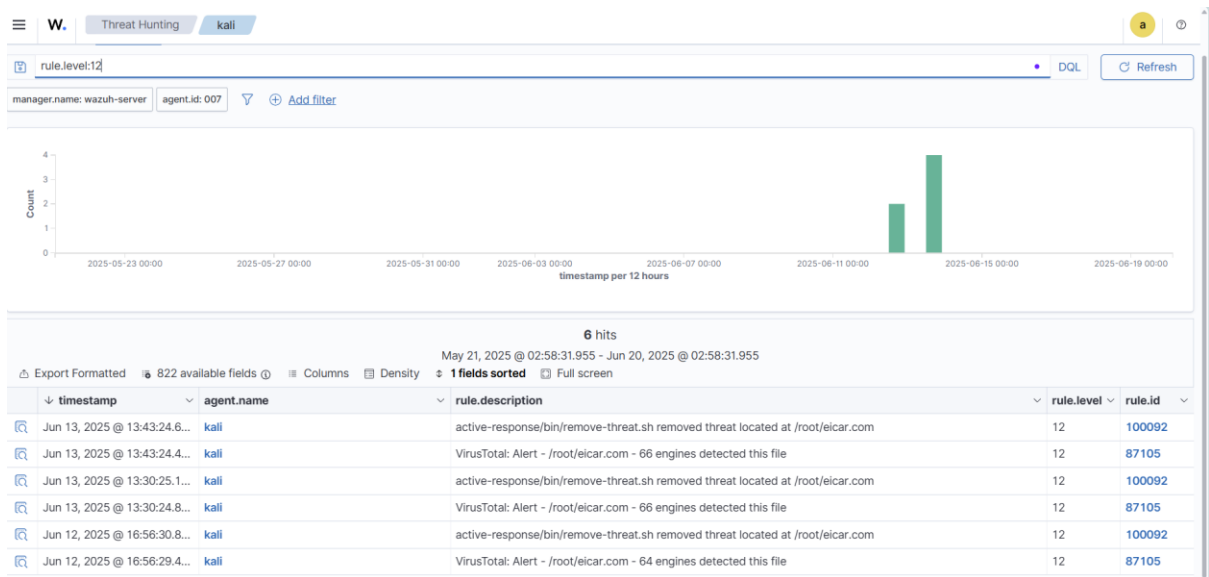 W. Threat Hunting kali a
rule.level:12 DQL Refresh
manager.name: wazuh-server agent.id: 007 Add filter
4
3
2
1
0
Count
2025-05-23 00:00 2025-05-27 00:00 2025-05-31 00:00 2025-06-03 00:00 2025-06-07 00:00 2025-06-11 00:00 2025-06-15 00:00 2025-06-19 00:00
timestamp per 12 hours
6 hits
May 21, 2025 @ 02:58:31.955 - Jun 20, 2025 @ 02:58:31.955
Export Formatted 822 available fields Columns Density 1 fields sorted Full screen
timestamp agent.name rule.description rule.level rule.id
Jun 13, 2025 @ 13:43:24.6... kali active-response/bin/remove-threat.sh removed threat located at /root/eicar.com 12 100092
Jun 13, 2025 @ 13:43:24.4... kali VirusTotal: Alert - /root/eicar.com - 66 engines detected this file 12 87105
Jun 13, 2025 @ 13:30:25.1... kali active-response/bin/remove-threat.sh removed threat located at /root/eicar.com 12 100092
Jun 13, 2025 @ 13:30:24.8... kali VirusTotal: Alert - /root/eicar.com - 66 engines detected this file 12 87105
Jun 12, 2025 @ 16:56:30.8... kali active-response/bin/remove-threat.sh removed threat located at /root/eicar.com 12 100092
Jun 12, 2025 @ 16:56:29.4... kali VirusTotal: Alert - /root/eicar.com - 64 engines detected this file 12 87105